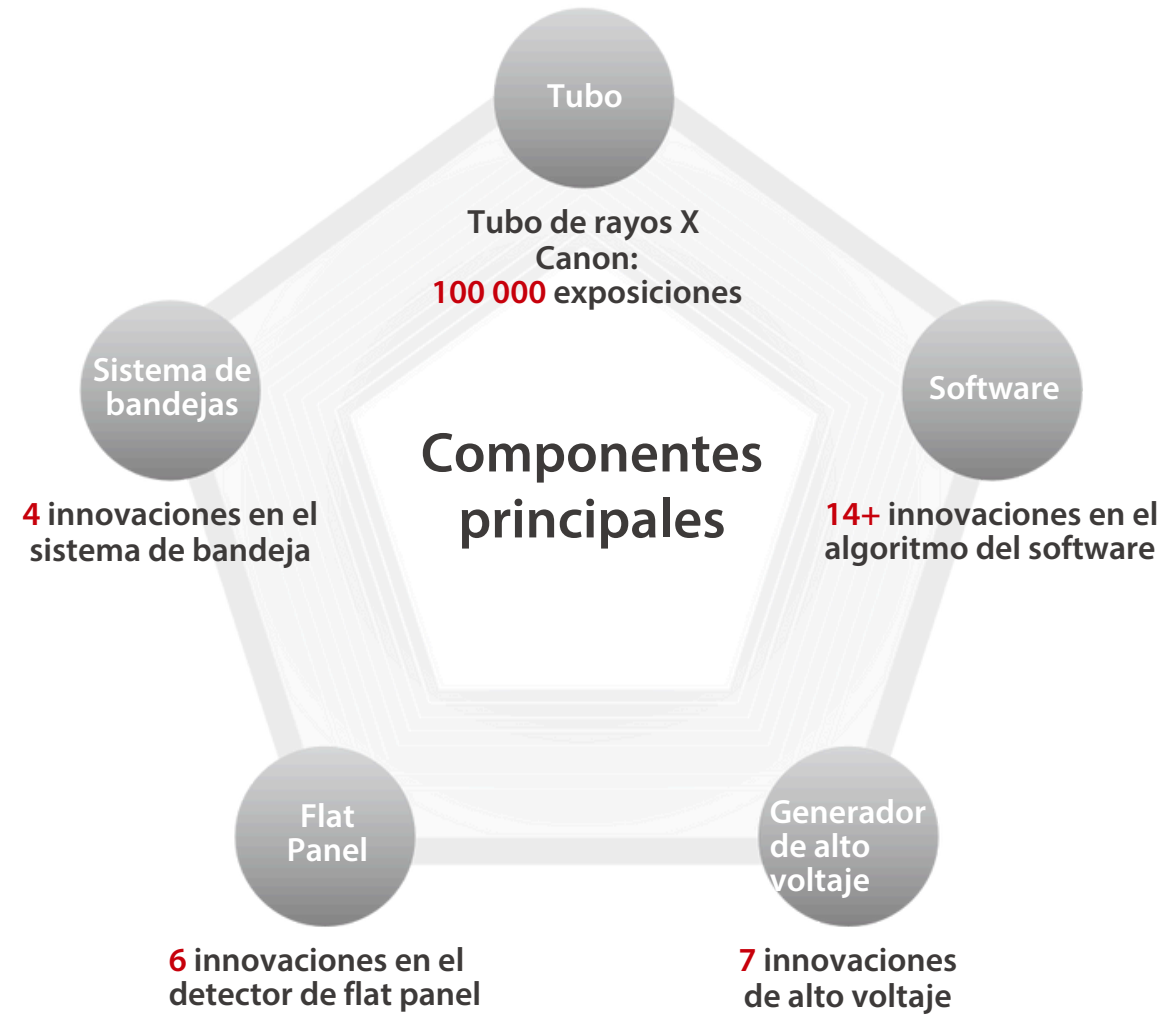 Tubo
Tubo de rayos X
Canon:
100 000 exposiciones
Sistema de
bandejas
4 innovaciones en el
sistema de bandeja
Software
14+ innovaciones en el
algoritmo del software
Componentes
principales
Flat
Panel
6 innovaciones en el
detector de flat panel
Generador
de alto
voltaje
7 innovaciones
de alto voltaje